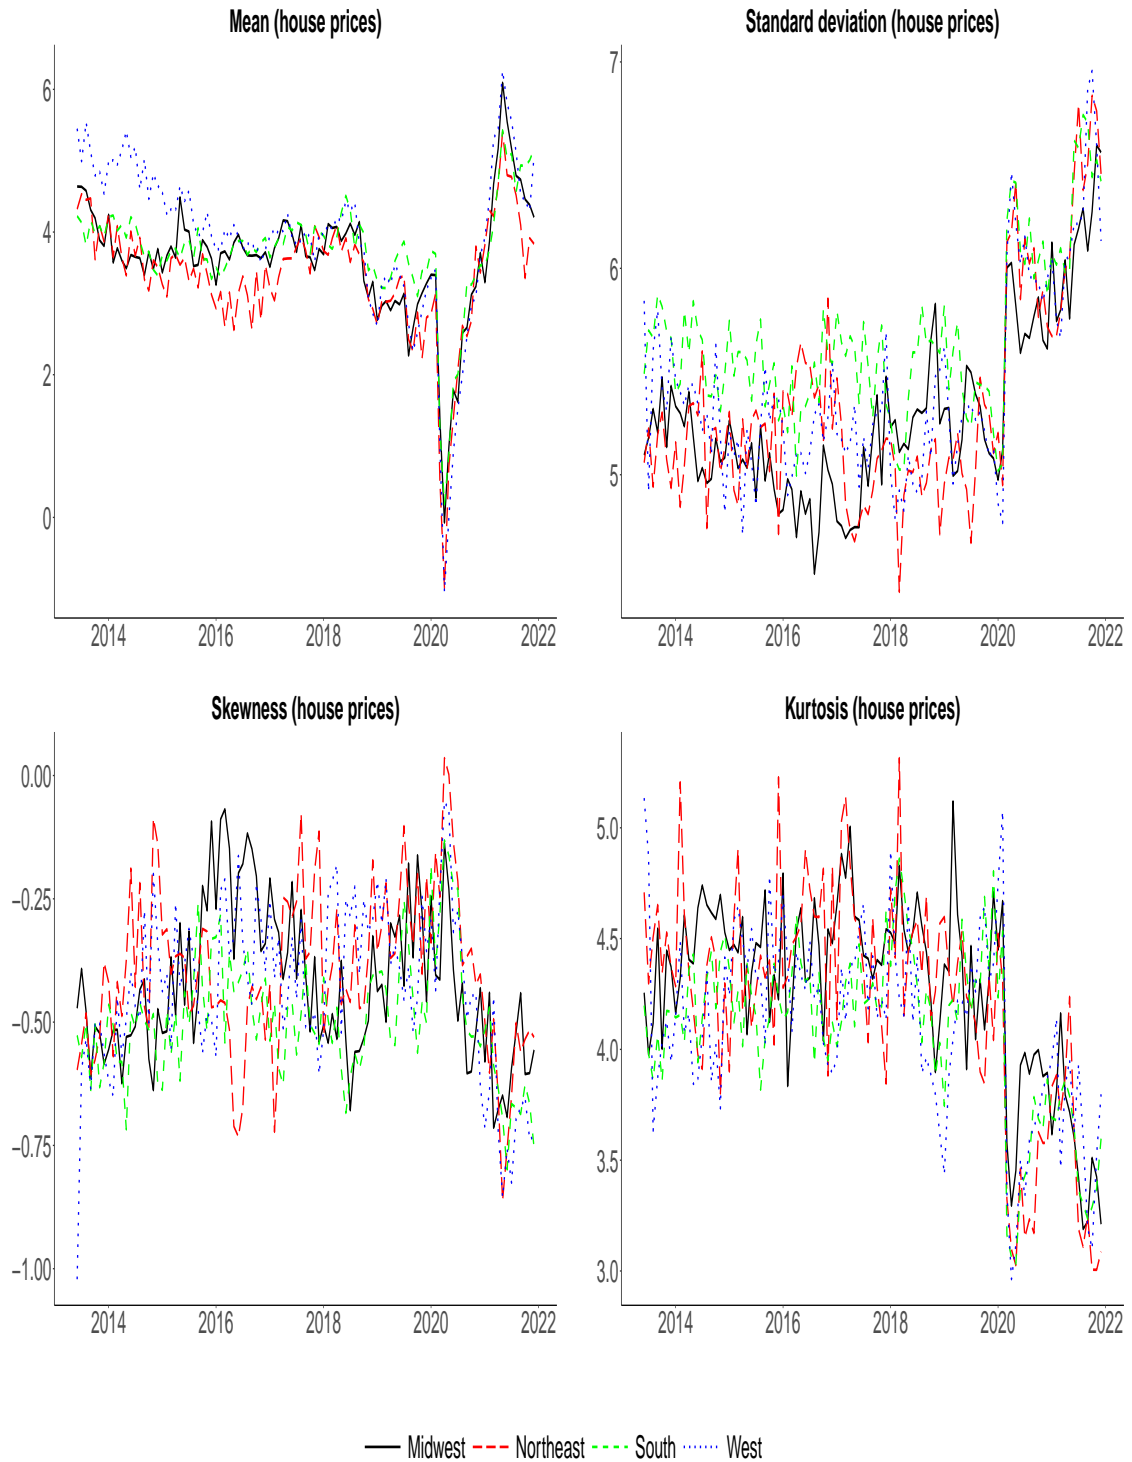 Mean (house prices)
6
4
2
0
2014 2016 2018 2020 2022
Standard deviation (house prices)
7
6
5
2014 2016 2018 2020 2022
Skewness (house prices)
0.00
−0.25
−0.50
−0.75
−1.00
2014 2016 2018 2020 2022
Kurtosis (house prices)
5.0
4.5
4.0
3.5
3.0
2014 2016 2018 2020 2022
Midwest Northeast South West